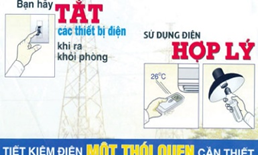 Bạn hãy
TẮT
các thiết bị điện
khi ra
khỏi phòng
SỬ DỤNG ĐIỆN
HỢP LÝ
26°C
TIẾT KIỆM ĐIỆN MỘT THÓI QUEN CẦN THIẾT